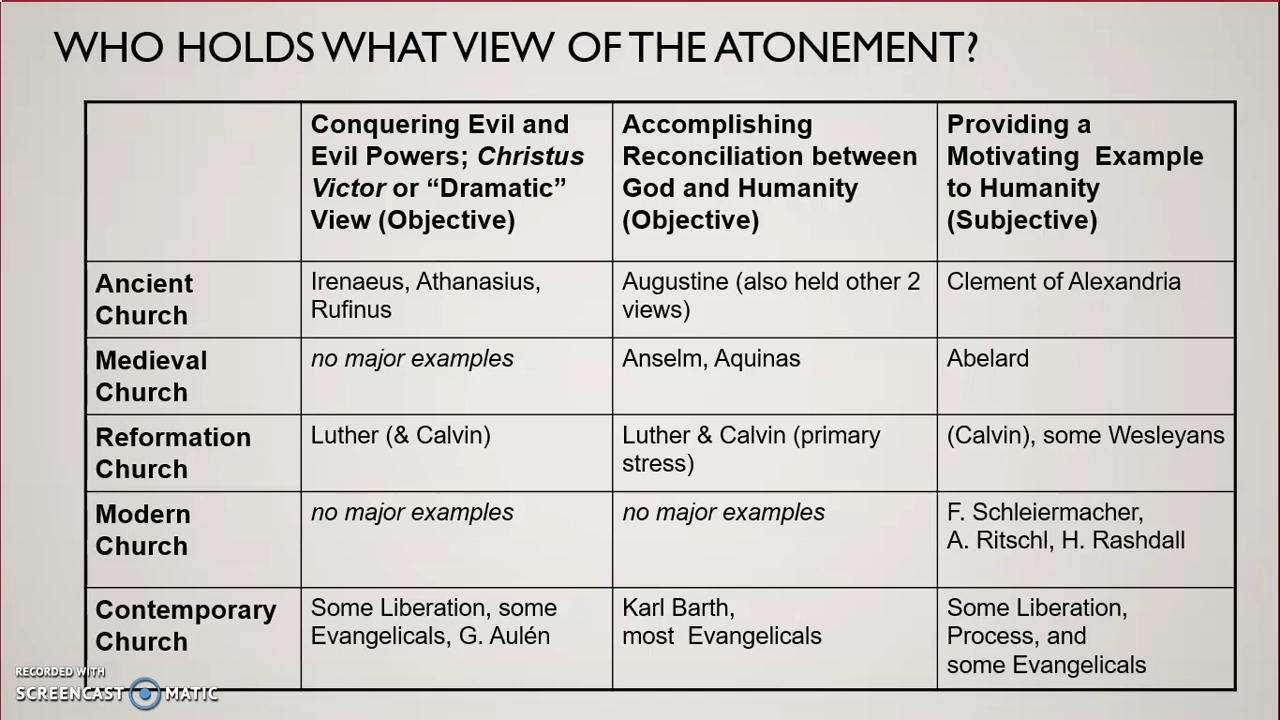 WHO HOLDS WHAT VIEW OF THE ATONEMENT?
Conquering Evil and
Evil Powers; Christus
Victor or “Dramatic”
View (Objective)
Accomplishing
Reconciliation between
God and Humanity
(Objective)
Providing a
Motivating Example
to Humanity
(Subjective)
Ancient
Church
Irenaeus, Athanasius,
Rufinus
Augustine (also held other 2
views)
Clement of Alexandria
Medieval
Church
no major examples
Anselm, Aquinas
Abelard
Reformation
Church
Luther (& Calvin)
Luther & Calvin (primary
stress)
(Calvin), some Wesleyans
Modern
Church
no major examples
no major examples
F. Schleiermacher,
A. Ritschl, H. Rashdall
Contemporary
Church
Some Liberation, some
Evangelicals, G. Aulén
Karl Barth,
most Evangelicals
Some Liberation,
Process, and
some Evangelicals
RECORDED WITH
SCREENCAST MATIC